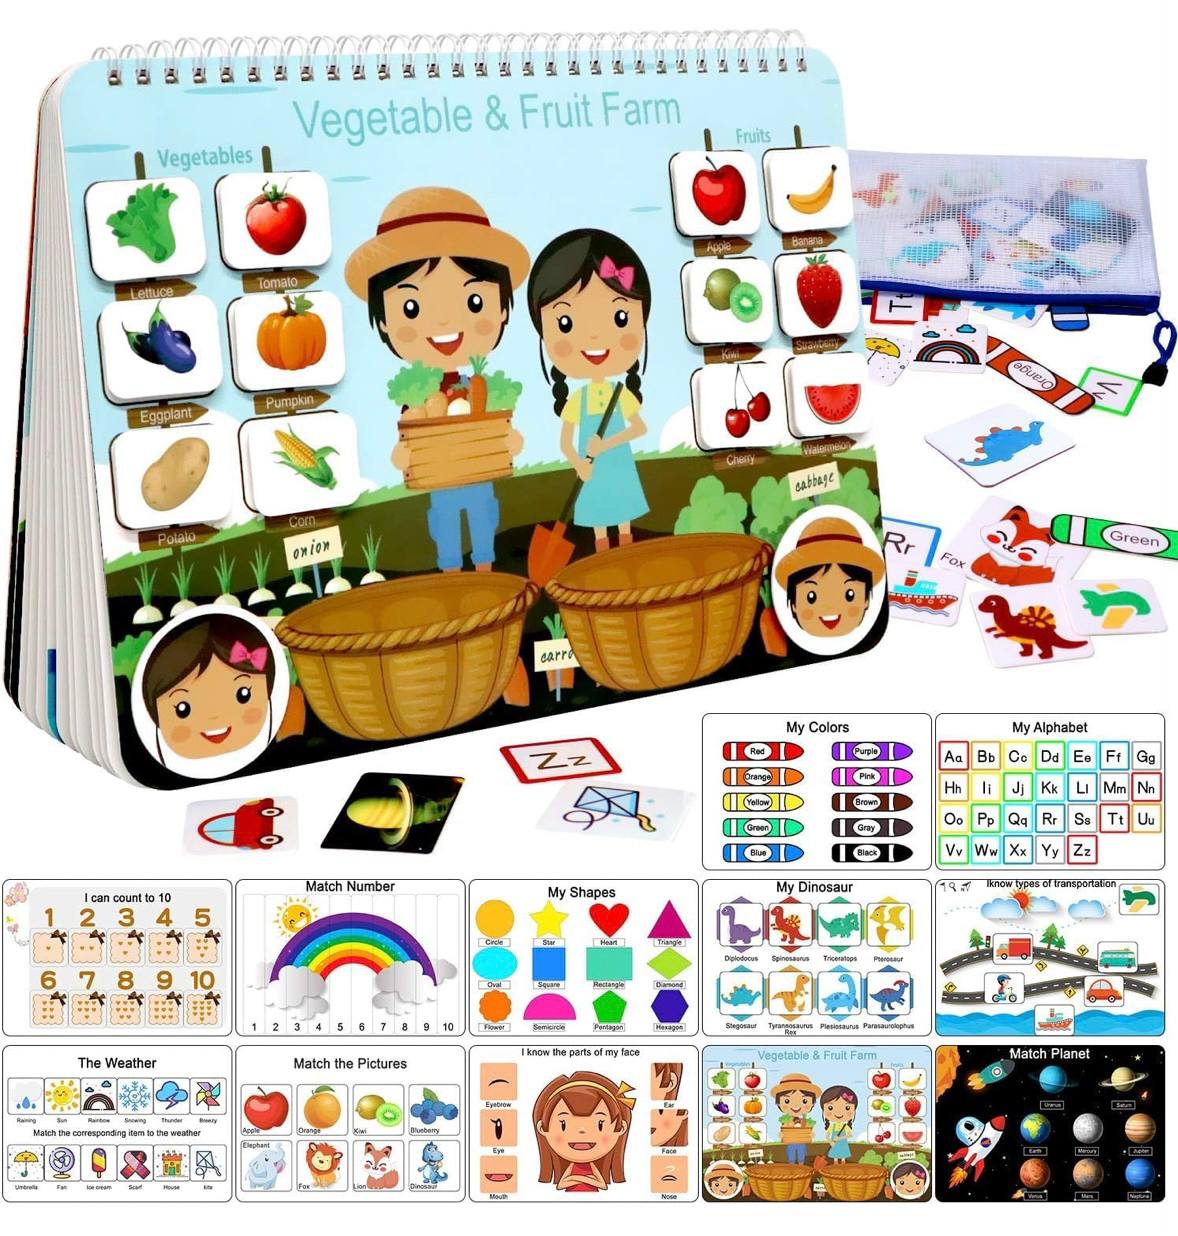 Vegetable & Fruit Farm
Vegetables
Fruits
Lettuce
Tomato
Apple
Banana
Eggplant
Pumpkin
Kiwi
Strawberry
Potato
Corn
Cherry
Watermelon
onion
cabbage
carro
Tt
Orange
Rr
Fox
Green
Zz
My Colors
Red
Purple
Orange
Pink
Yellow
Brown
Green
Gray
Blue
Black
My Alphabet
Aa Bb Cc Dd Ee Ff Gg
Hh Ii Jj Kk Ll Mm Nn
Oo Pp Qq Rr Ss Tt Uu
Vv Ww Xx Yy Zz
I can count to 10
1 2 3 4 5
6 7 8 9 10
Match Number
1 2 3 4 5 6 7 8 9 10
My Shapes
Circle Star Heart Triangle
Oval Square Rectangle Diamond
Flower Semicircle Pentagon Hexagon
My Dinosaur
Diplodocus Spinosaurus Triceratops Pterosaur
Stegosaur Tyrannosaurus Rex Plesiosaurus Parasaurolophus
Iknow types of transportation
The Weather
Raining Sun Rainbow Snowing Thunder Breezy
Match the corresponding item to the weather
Umbrella Fan Ice cream Scarf House kite
Match the Pictures
Apple Orange Kiwi Blueberry
Elephant
Fox Lion Dinosaur
I know the parts of my face
Eyebrow
Ear
Eye
Face
Mouth
Nose
Vegetable & Fruit Farm
Vegetables
Fruits
Match Planet
Uranus Saturn
Earth Mercury Jupiter
Venus Mars Neptune